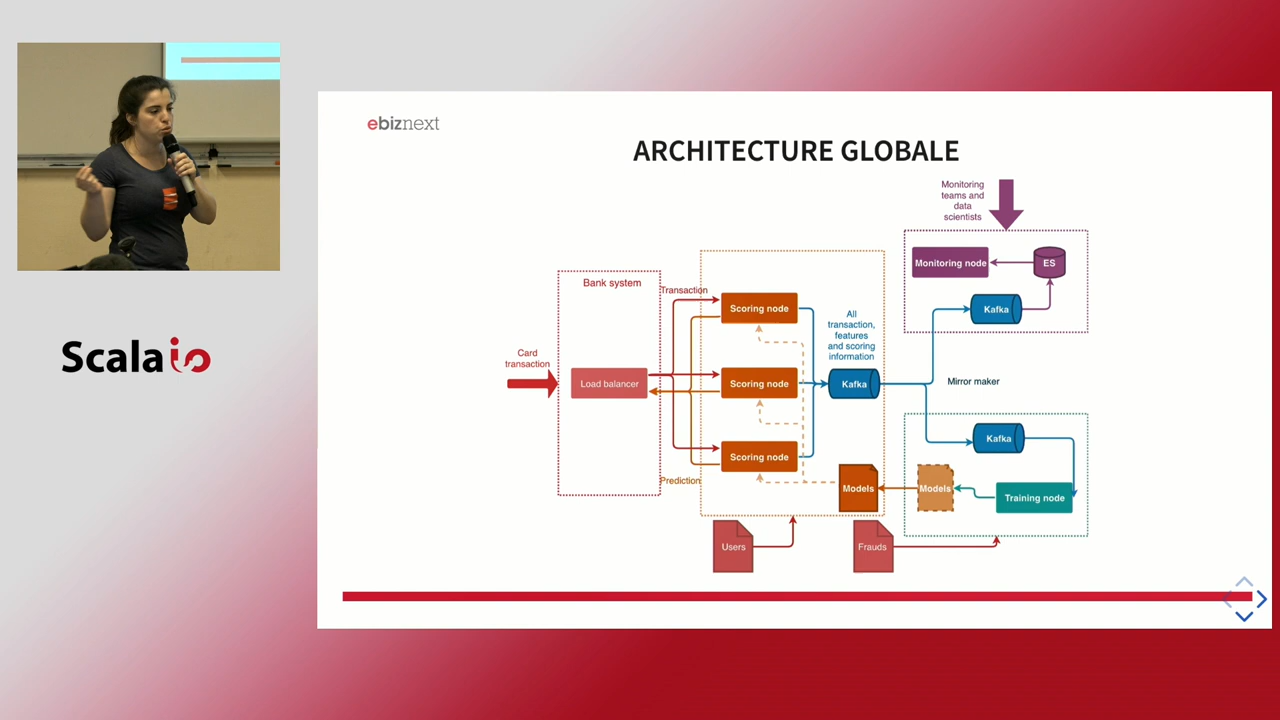 ebiznext
ARCHITECTURE GLOBALE
Monitoring
teams and
data
scientists
Monitoring node
ES
Kafka
Bank system
Transaction
Scoring node
All
transaction,
features
and scoring
information
Card
transaction
Load balancer
Scoring node
Kafka
Mirror maker
Kafka
Scoring node
Prediction
Models
Models
Training node
Users
Frauds
Scala io